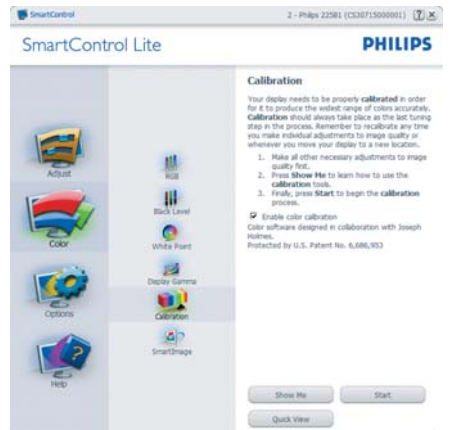 SmartControl
2 - Philips 225B1 (CS30715000001)
SmartControl Lite
PHILIPS
Adjust
Color
Options
Help
RGB
Black Level
White Point
Display Gamma
Calibration
SmartImage
Calibration
Your display needs to be properly calibrated in order
for it to produce the widest range of colors accurately.
Calibration should always take place as the last tuning
step in the process. Remember to recalibrate any time
you make individual adjustments to image quality or
whenever you move your display to a new location.
1. Make all other necessary adjustments to image
quality first.
2. Press Show Me to learn how to use the
calibration tools.
3. Finally, press Start to begin the calibration
process.
Enable color calibration
Color software designed in collaboration with Joseph
Holmes.
Protected by U.S. Patent No. 6,686,953
Show Me
Start
Quick View